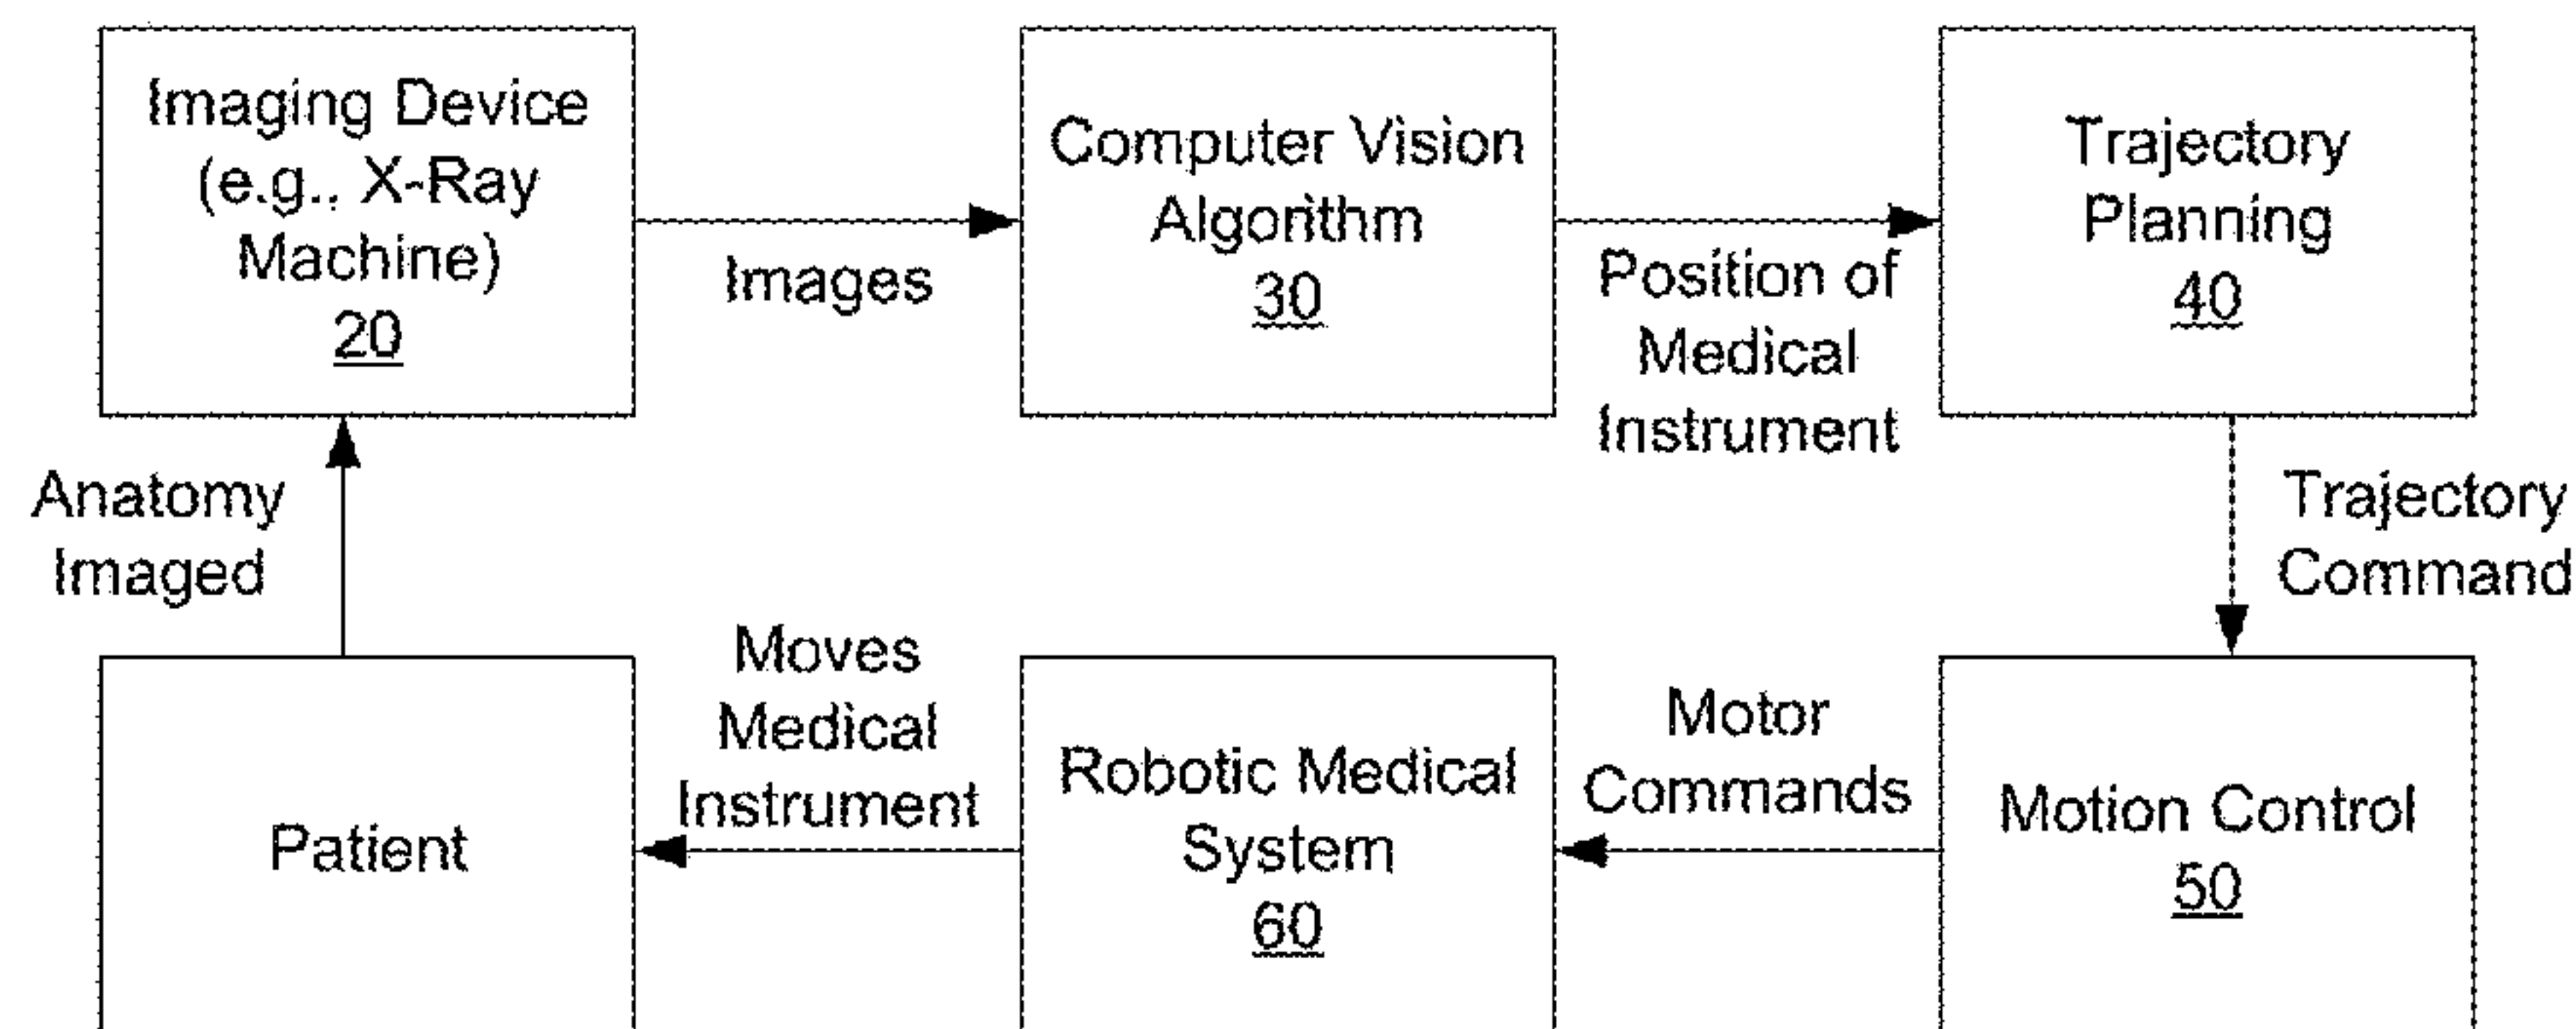 Imaging Device
(e.g., X-Ray
Machine)
20
Images
Computer Vision
Algorithm
30
Position of
Medical
Instrument
Trajectory
Planning
40
Anatomy
Imaged
Trajectory
Command
Patient
Moves
Medical
Instrument
Robotic Medical
System
60
Motor
Commands
Motion Control
50